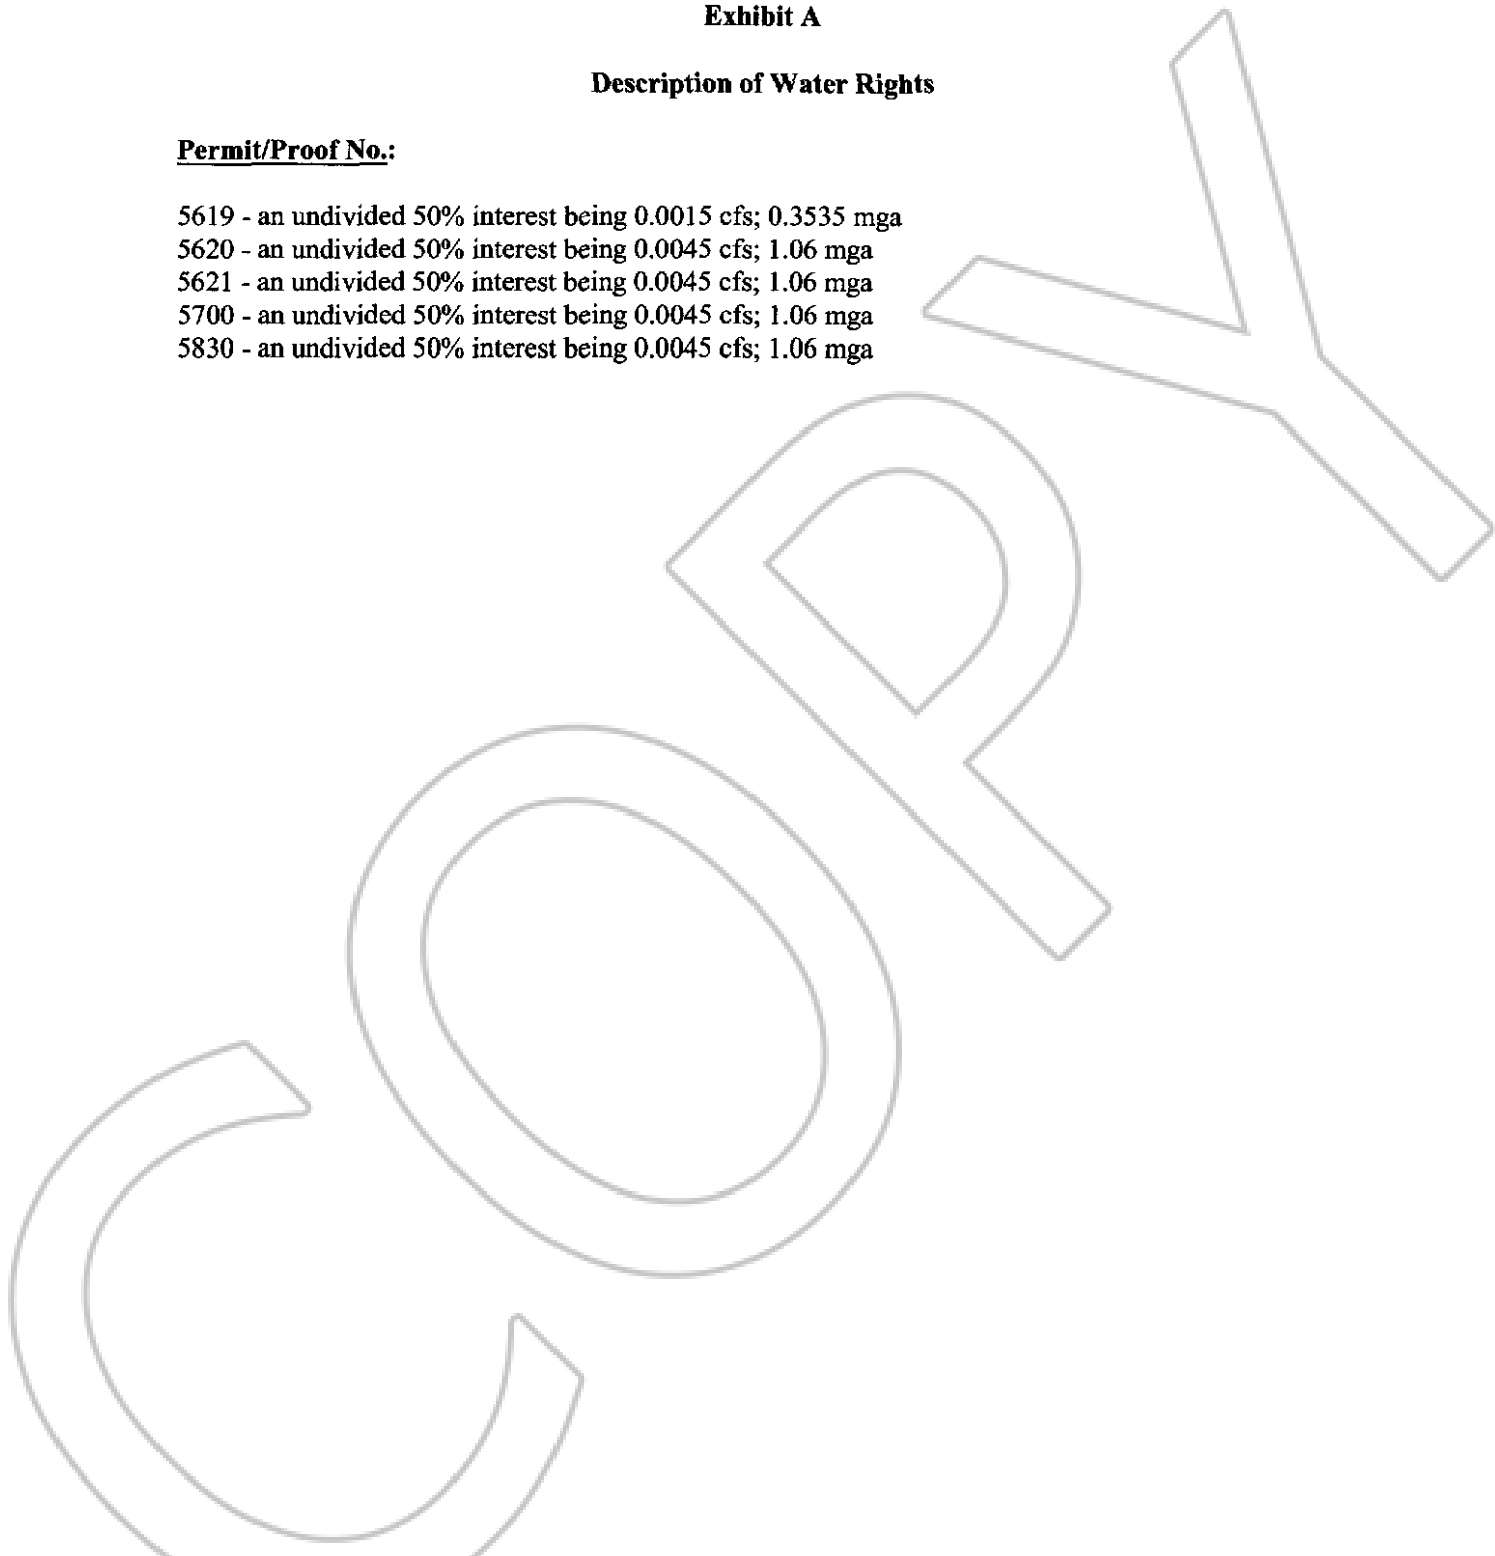 Exhibit A
Description of Water Rights
Permit/Proof No.:
5619 - an undivided 50% interest being 0.0015 cfs; 0.3535 mga
5620 - an undivided 50% interest being 0.0045 cfs; 1.06 mga
5621 - an undivided 50% interest being 0.0045 cfs; 1.06 mga
5700 - an undivided 50% interest being 0.0045 cfs; 1.06 mga
5830 - an undivided 50% interest being 0.0045 cfs; 1.06 mga
COPY